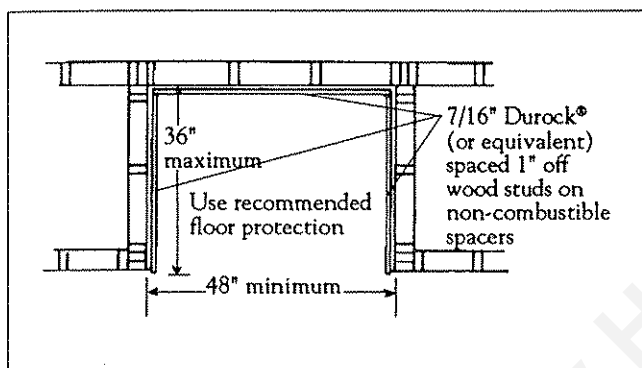 36"
maximum
Use recommended
floor protection
48" minimum
7/16" Durock®
(or equivalent)
spaced 1" off
wood studs on
non-combustible
spacers